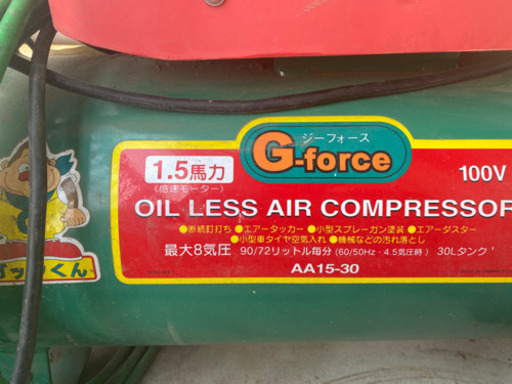 ジーフォース
G-force
1.5馬力
(倍速モーター)
100V
OIL LESS AIR COMPRESSOR
●断続釘打ち ●エアータッカー ●小型スプレーガン塗装 ●エアーダスター
●小型車タイヤ空気入れ ●機械などの汚れ落とし
最大8気圧 90/72リットル毎分 (60/50Hz・4.5気圧時) 30Lタンク
AA15-30